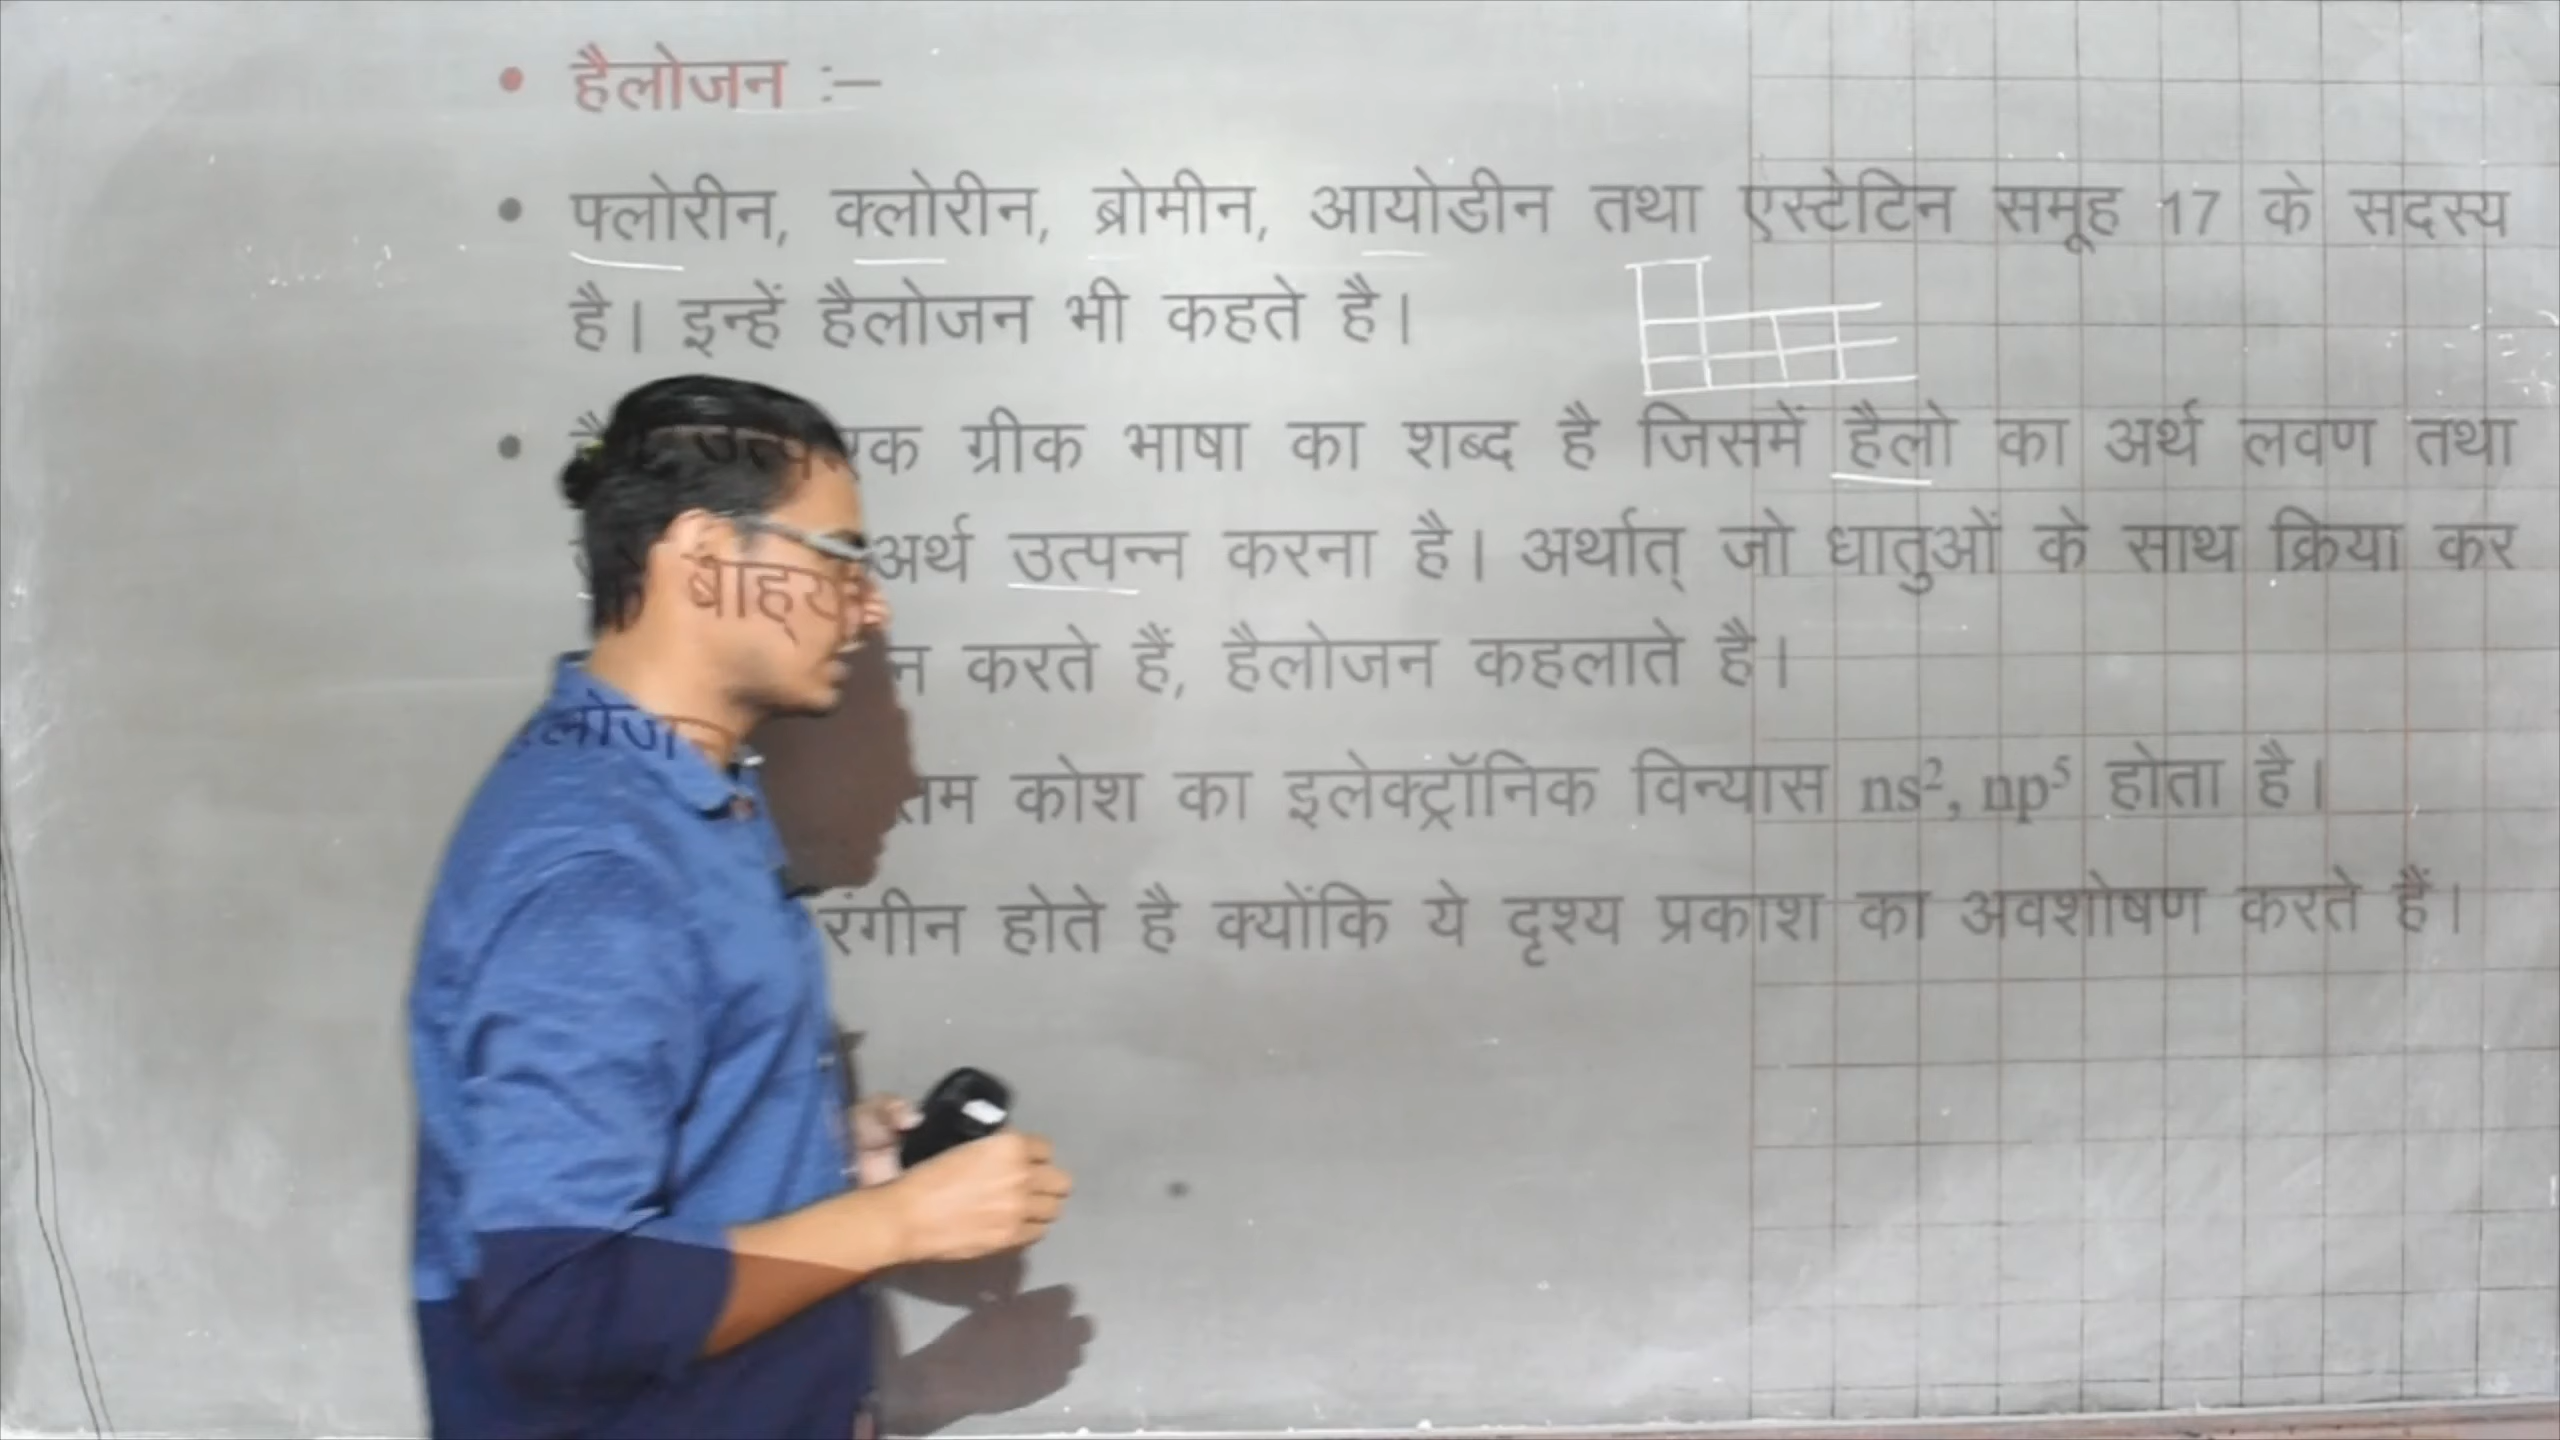 • हैलोजन :–
• फ्लोरीन, क्लोरीन, ब्रोमीन, आयोडीन तथा एस्टेटिन समूह 17 के सदस्य
है। इन्हें हैलोजन भी कहते है।
• एक ग्रीक भाषा का शब्द है जिसमें हैलो का अर्थ लवण तथा
अर्थ उत्पन्न करना है। अर्थात् जो धातुओं के साथ क्रिया कर
करते हैं, हैलोजन कहलाते है।
कोश का इलेक्ट्रॉनिक विन्यास ns², np⁵ होता है।
रंगीन होते है क्योंकि ये दृश्य प्रकाश का अवशोषण करते हैं।